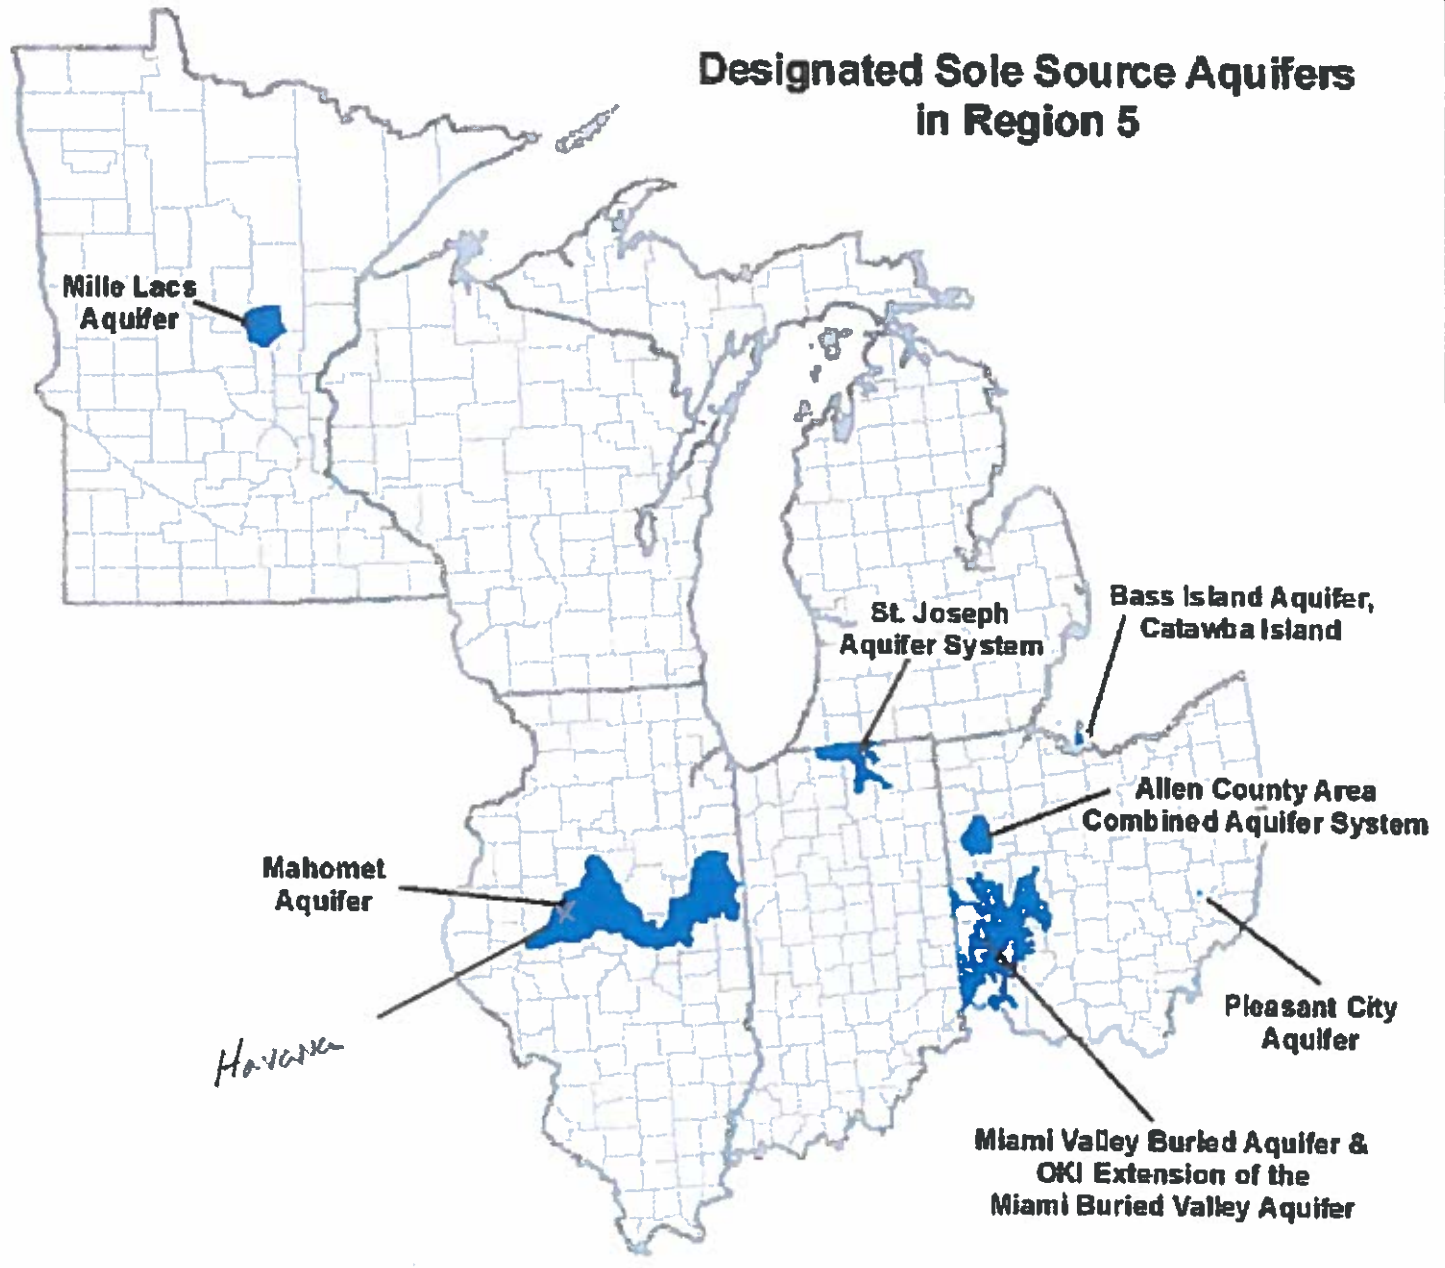 Designated Sole Source Aquifers
in Region 5
Mille Lacs
Aquifer
Bass Island Aquifer,
Catawba Island
St. Joseph
Aquifer System
Allen County Area
Combined Aquifer System
Mahomet
Aquifer
Pleasant City
Aquifer
Havana
Miami Valley Buried Aquifer &
OKI Extension of the
Miami Buried Valley Aquifer